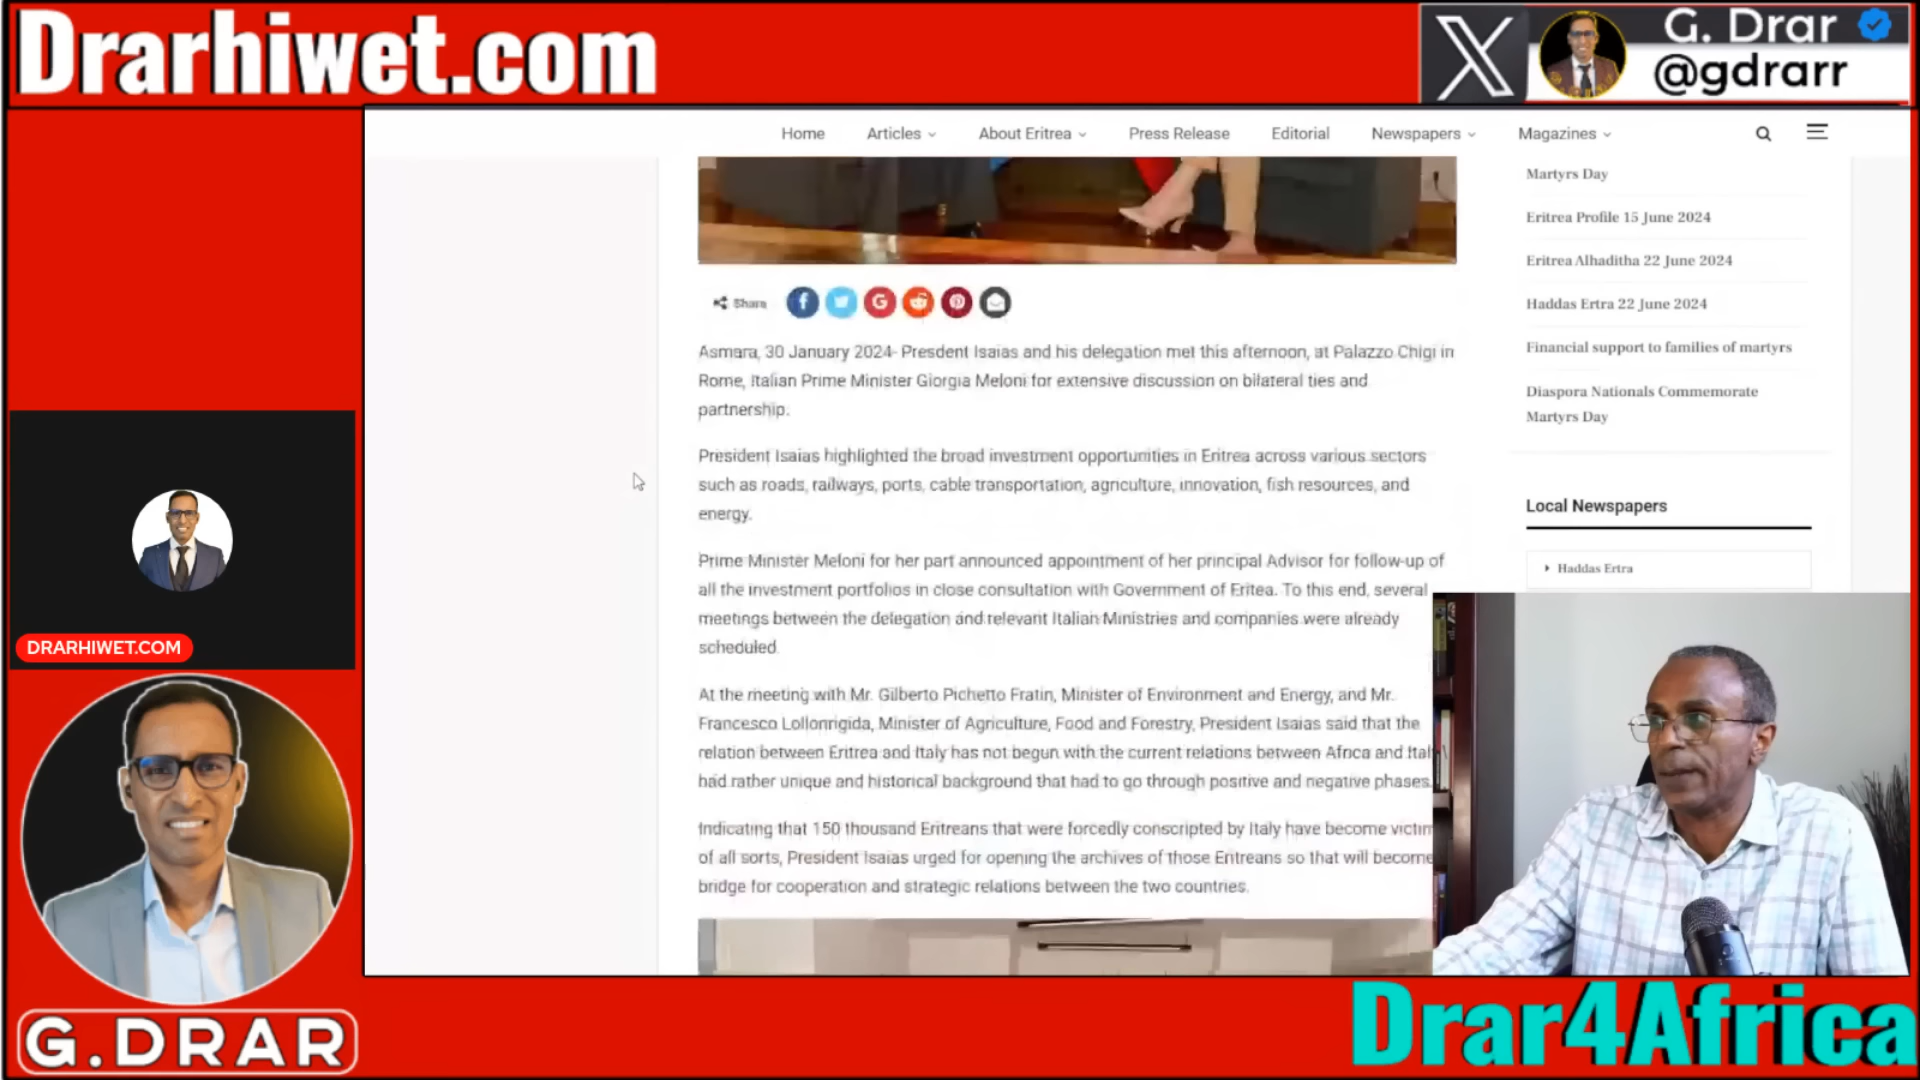 Drarhiwet.com
G. Drar
@gdrarr
Home
Articles
About Eritrea
Press Release
Editorial
Newspapers
Magazines
Martyrs Day
Eritrea Profile 15 June 2024
Eritrea Alhaditha 22 June 2024
Haddas Ertra 22 June 2024
Financial support to families of martyrs
Diaspora Nationals Commemorate
Martyrs Day
Local Newspapers
Haddas Ertra
Share
Asmara, 30 January 2024- Presdent Isaias and his delegation met this afternoon, at Palazzo Chigi in
Rome, Italian Prime Minister Giorgia Meloni for extensive discussion on bilateral ties and
partnership.
President Isaias highlighted the broad investment opportunities in Eritrea across various sectors
such as roads, railways, ports, cable transportation, agriculture, innovation, fish resources, and
energy.
Prime Minister Meloni for her part announced appointment of her principal Advisor for follow-up of
all the investment portfolios in close consultation with Government of Eritea. To this end, several
meetings between the delegation and relevant Italian Ministries and companies were already
scheduled.
At the meeting with Mr. Gilberto Pichetto Fratin, Minister of Environment and Energy, and Mr.
Francesco Lollonrigida, Minister of Agriculture, Food and Forestry, President Isaias said that the
relation between Eritrea and Italy has not begun with the current relations between Africa and Ital
had rather unique and historical background that had to go through positive and negative phases.
Indicating that 150 thousand Eritreans that were forcedly conscripted by Italy have become victim
of all sorts, President Isaias urged for opening the archives of those Eritreans so that will become
bridge for cooperation and strategic relations between the two countries.
DRARHIWET.COM
G.DRAR
Drar4Africa